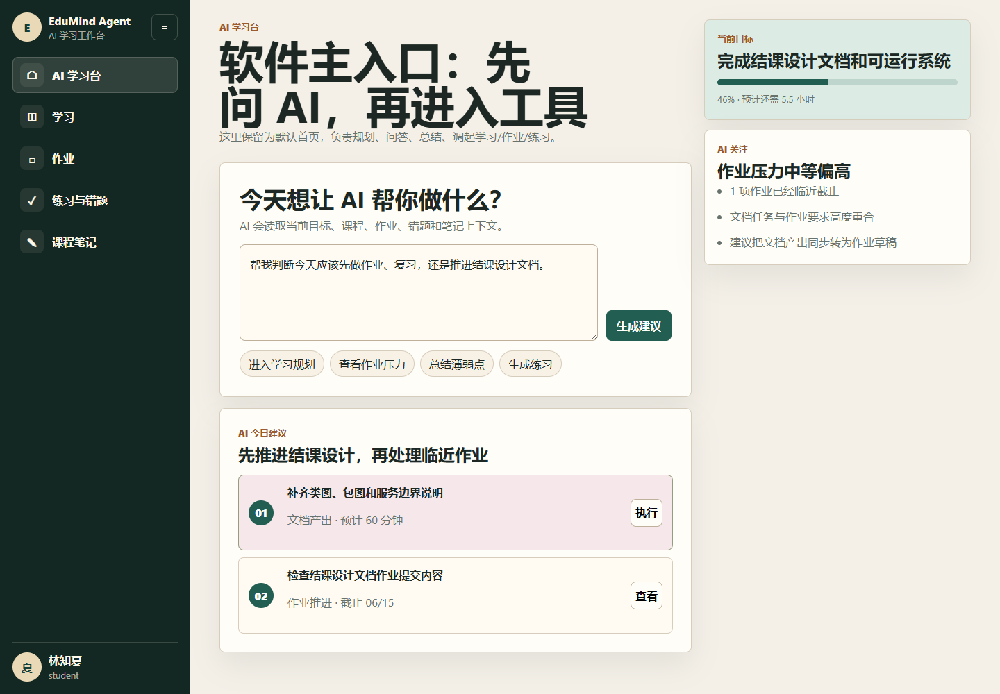 E
EduMind Agent
AI 学习工作台
AI 学习台
学习
作业
练习与错题
课程笔记
夏
林知夏
student
AI 学习台
软件主入口：先
问 AI，再进入工具
这里保留为默认首页，负责规划、问答、总结、调起学习/作业/练习。
今天想让 AI 帮你做什么？
AI 会读取当前目标、课程、作业、错题和笔记上下文。
帮我判断今天应该先做作业、复习，还是推进结课设计文档。
生成建议
进入学习规划
查看作业压力
总结薄弱点
生成练习
AI 今日建议
先推进结课设计，再处理临近作业
01
补齐类图、包图和服务边界说明
文档产出 · 预计 60 分钟
执行
02
检查结课设计文档作业提交内容
作业推进 · 截止 06/15
查看
当前目标
完成结课设计文档和可运行系统
46% · 预计还需 5.5 小时
AI 关注
作业压力中等偏高
1 项作业已经临近截止
文档任务与作业要求高度重合
建议把文档产出同步转为作业草稿